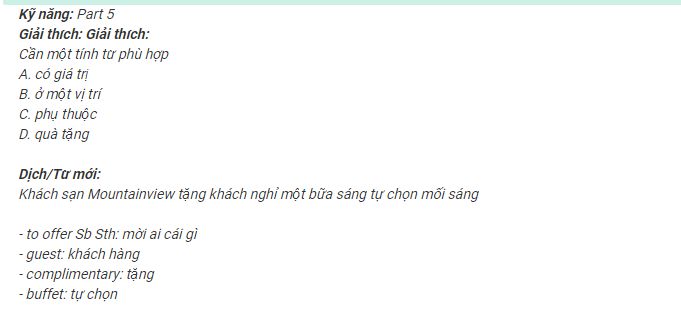 Kỹ năng: Part 5
Giải thích: Giải thích:
Cần một tính từ phù hợp
A. có giá trị
B. ở một vị trí
C. phụ thuộc
D. quà tặng
Dịch/Từ mới:
Khách sạn Mountainview tặng khách nghỉ một bữa sáng tự chọn mối sáng
- to offer Sb Sth: mời ai cái gì
- guest: khách hàng
- complimentary: tặng
- buffet: tự chọn